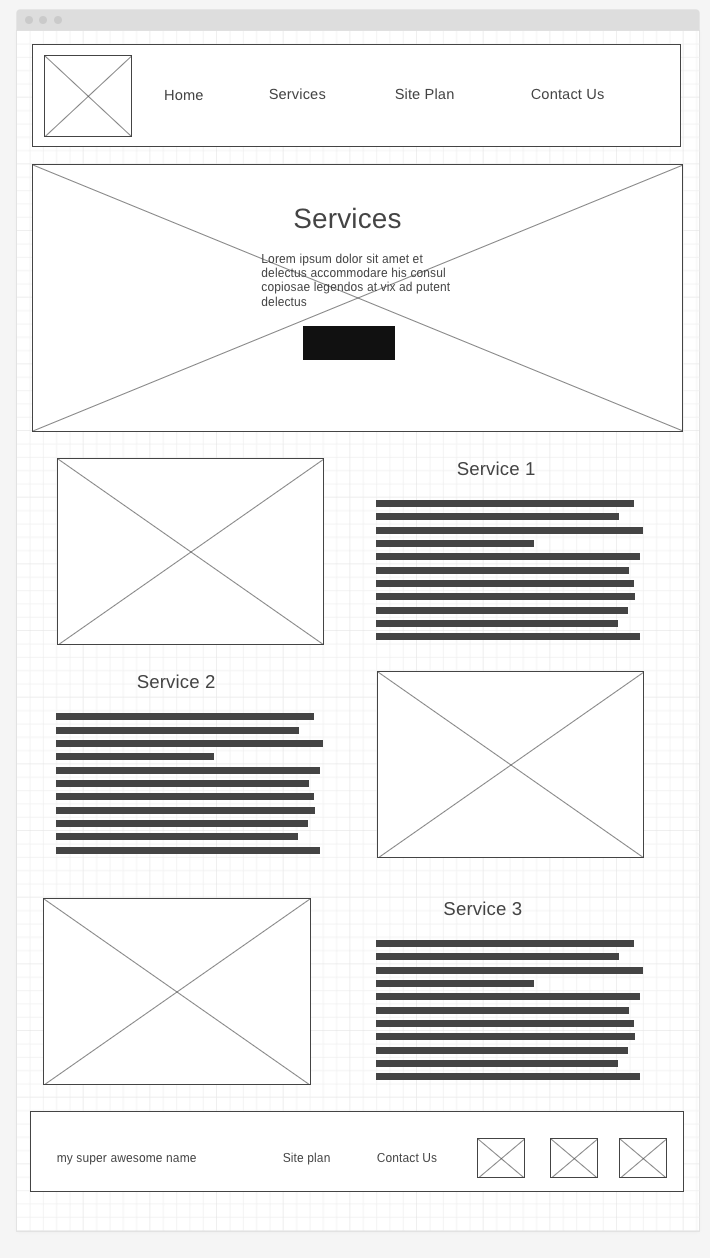 Home Services Site Plan Contact Us
Services
Lorem ipsum dolor sit amet et
delectus accommodare his consul
copiosae legendos at vix ad putent
delectus
Service 1
Service 2
Service 3
my super awesome name Site plan Contact Us